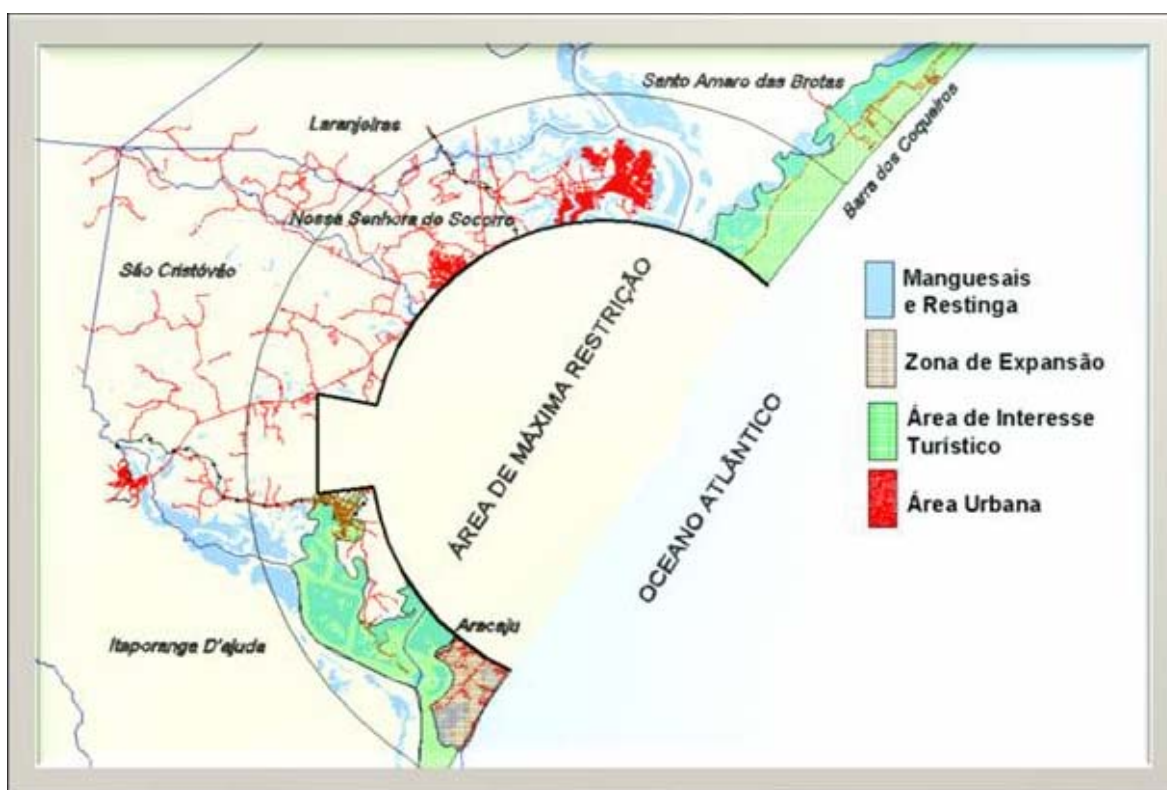 Santo Amaro das Brotas
Laranjeiras
Barra dos Coqueiros
Nossa Senhora do Socorro
São Cristóvão
ÁREA DE MÁXIMA RESTRIÇÃO
OCEANO ATLÂNTICO
Manguesais
e Restinga
Zona de Expansão
Área de Interesse
Turístico
Área Urbana
Aracaju
Itaporanga D'ajuda